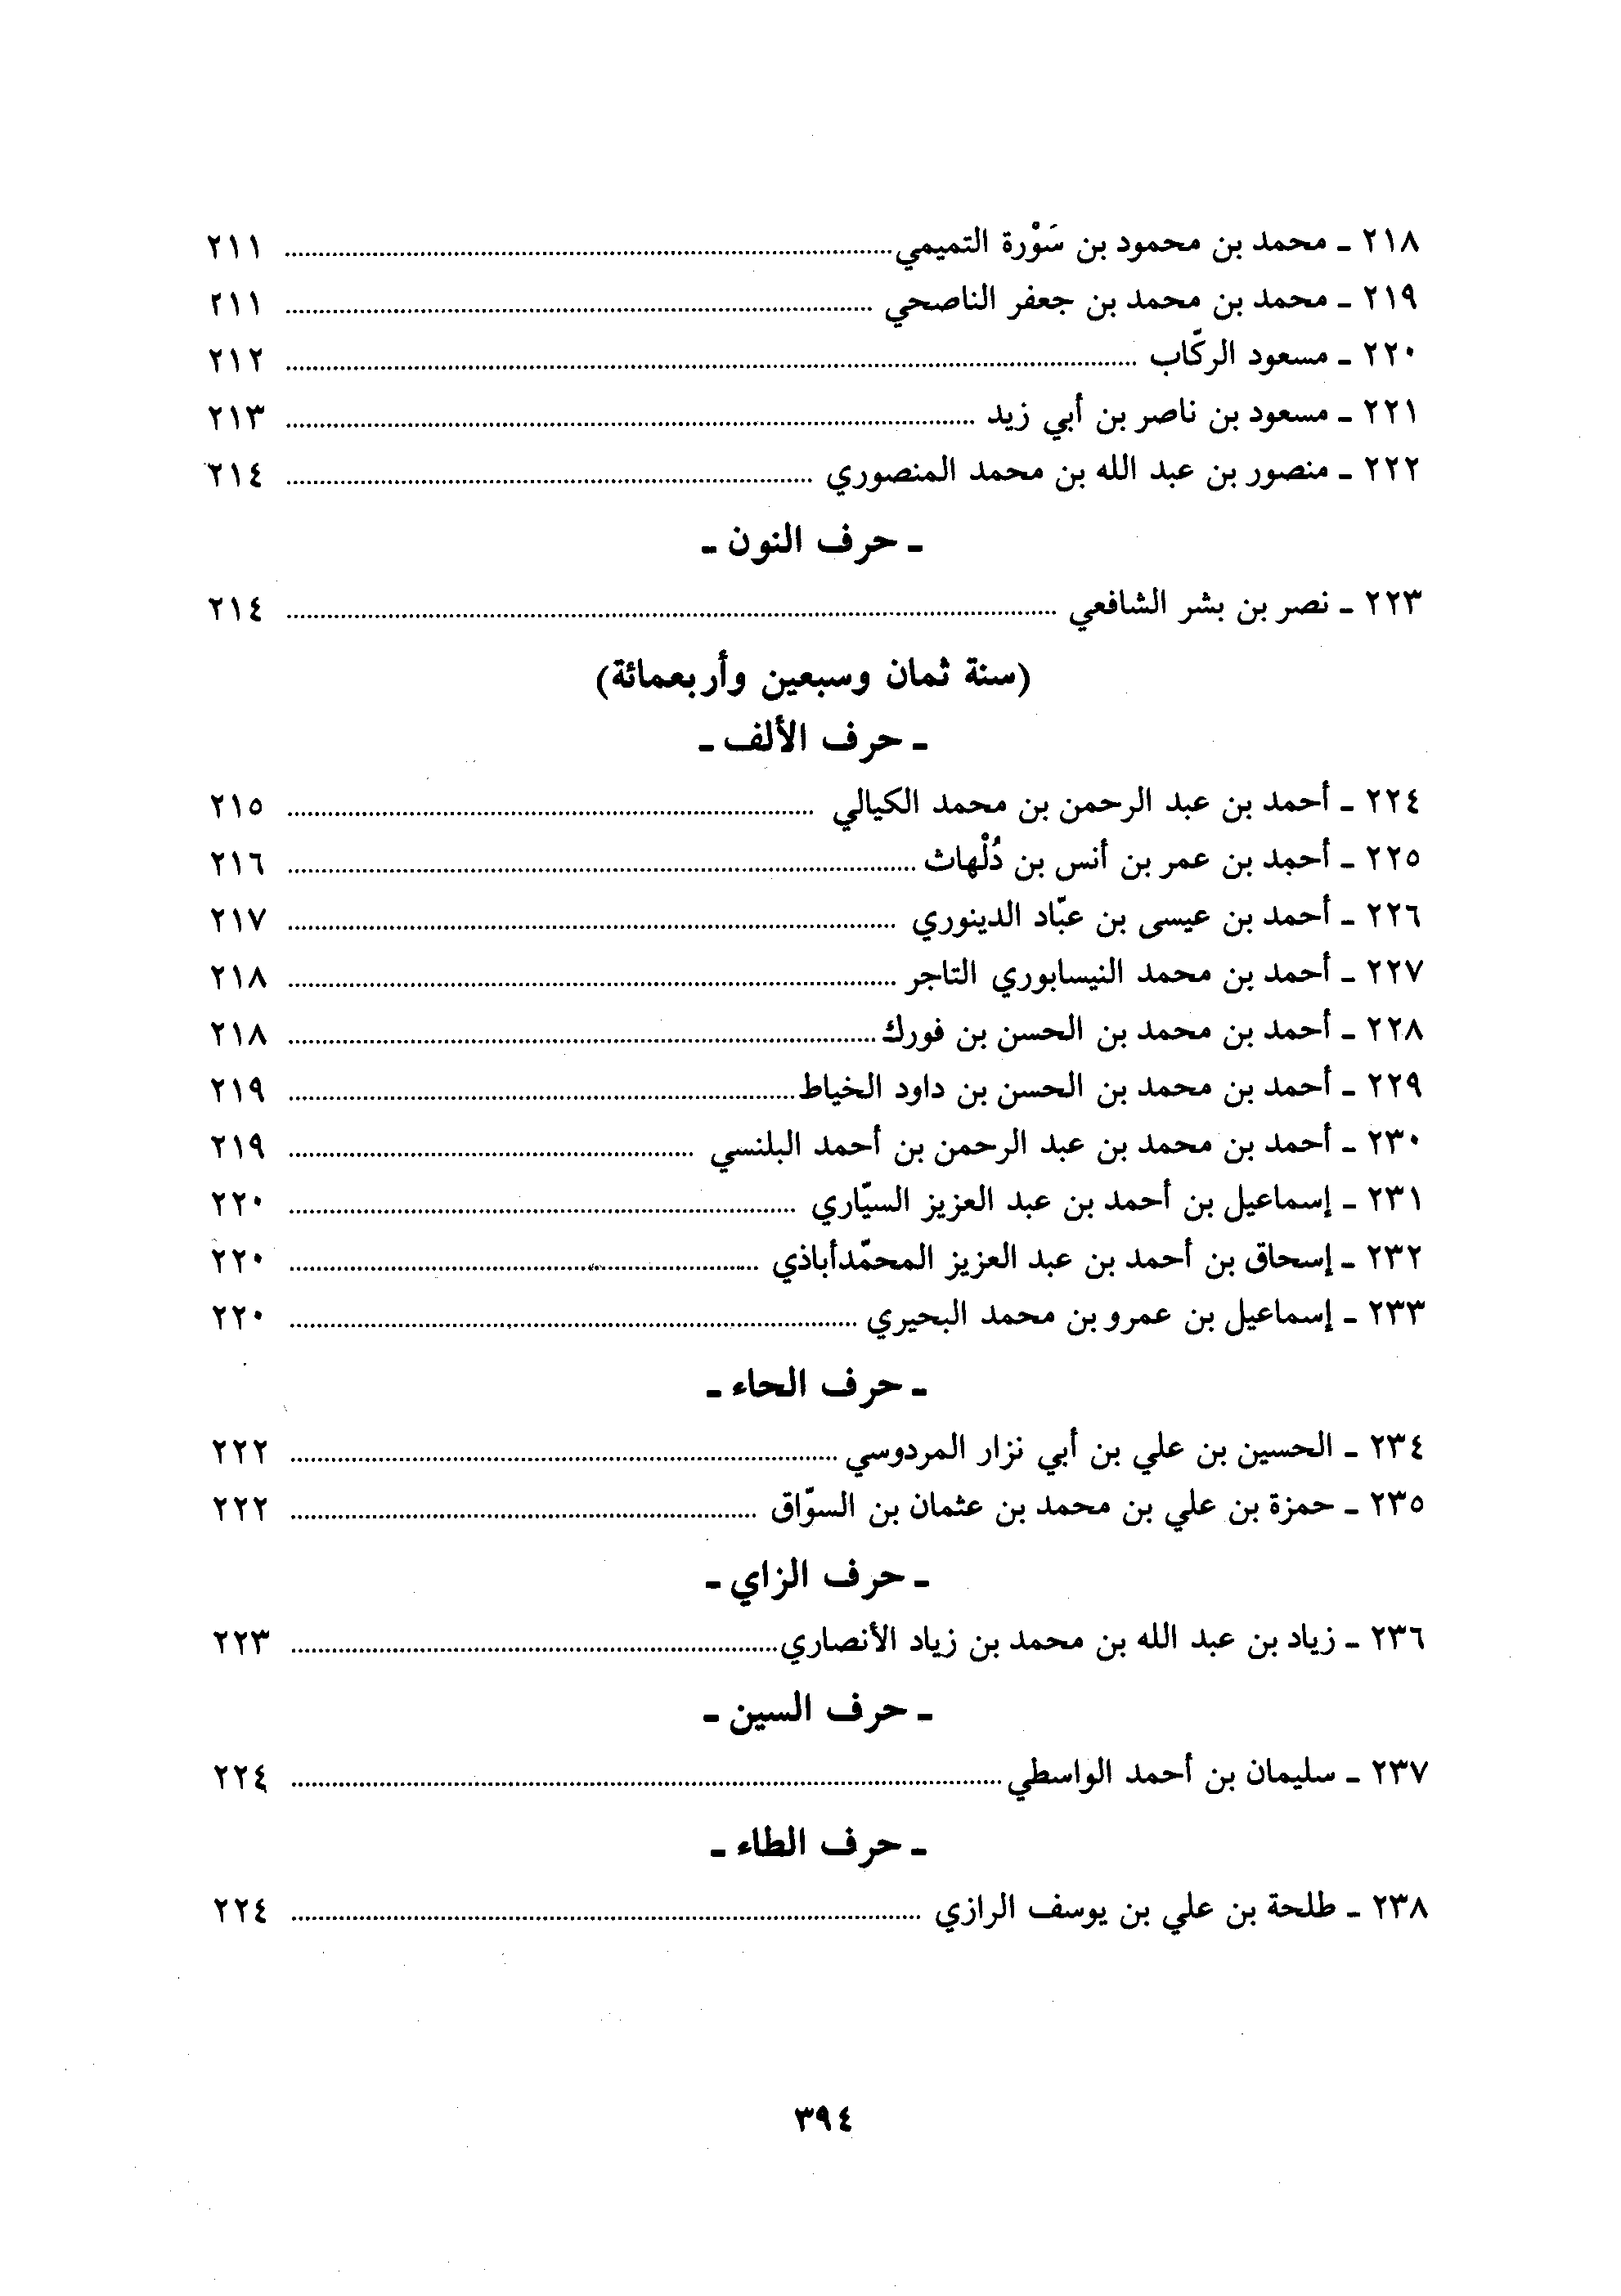 ٢١٨ ـ محمد بن محمود بن سَوْرة التميمي ........ ٢١١
٢١٩ ـ محمد بن محمد بن جعفر الناصحي ........ ٢١١
٢٢٠ ـ مسعود الركّاب ........ ٢١٢
٢٢١ ـ مسعود بن ناصر بن أبي زيد ........ ٢١٣
٢٢٢ ـ منصور بن عبد الله بن محمد المنصوري ........ ٢١٤
ـ حرف النون ـ
٢٢٣ ـ نصر بن بشر الشافعي ........ ٢١٤
(سنة ثمان وسبعين وأربعمائة)
ـ حرف الألف ـ
٢٢٤ ـ أحمد بن عبد الرحمن بن محمد الكيالي ........ ٢١٥
٢٢٥ ـ أحمد بن عمر بن أنس بن دُلْهاث ........ ٢١٦
٢٢٦ ـ أحمد بن عيسى بن عبّاد الدينوري ........ ٢١٧
٢٢٧ ـ أحمد بن محمد النيسابوري التاجر ........ ٢١٨
٢٢٨ ـ أحمد بن محمد بن الحسن بن فورك ........ ٢١٨
٢٢٩ ـ أحمد بن محمد بن الحسن بن داود الخياط ........ ٢١٩
٢٣٠ ـ أحمد بن محمد بن عبد الرحمن بن أحمد البلنسي ........ ٢١٩
٢٣١ ـ إسماعيل بن أحمد بن عبد العزيز السيّاري ........ ٢٢٠
٢٣٢ ـ إسحاق بن أحمد بن عبد العزيز المحمّدأباذي ........ ٢٢٠
٢٣٣ ـ إسماعيل بن عمرو بن محمد البحيري ........ ٢٢٠
ـ حرف الحاء ـ
٢٣٤ ـ الحسين بن علي بن أبي نزار المردوسي ........ ٢٢٢
٢٣٥ ـ حمزة بن علي بن محمد بن عثمان بن السوّاق ........ ٢٢٢
ـ حرف الزاي ـ
٢٣٦ ـ زياد بن عبد الله بن محمد بن زياد الأنصاري ........ ٢٢٣
ـ حرف السين ـ
٢٣٧ ـ سليمان بن أحمد الواسطي ........ ٢٢٤
ـ حرف الطاء ـ
٢٣٨ ـ طلحة بن علي بن يوسف الرازي ........ ٢٢٤
٣٩٤